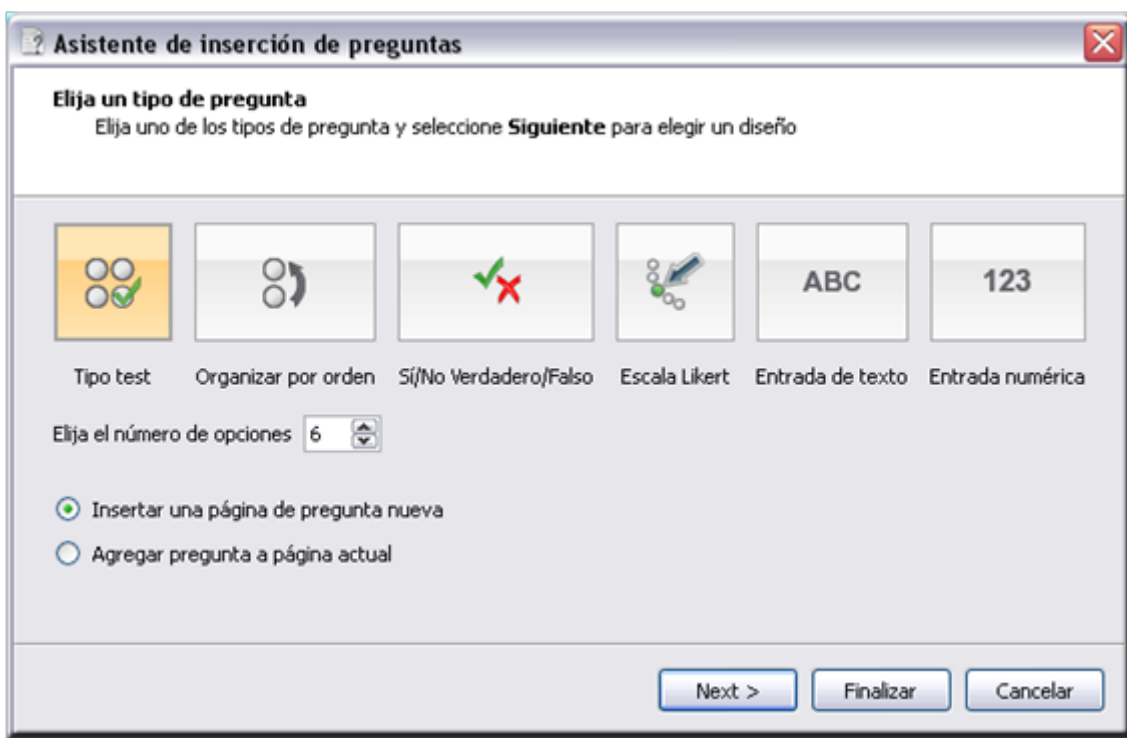 Asistente de inserción de preguntas
Elija un tipo de pregunta
Elija uno de los tipos de pregunta y seleccione Siguiente para elegir un diseño
ABC 123
Tipo test Organizar por orden Sí/No Verdadero/Falso Escala Likert Entrada de texto Entrada numérica
Elija el número de opciones 6
Insertar una página de pregunta nueva
Agregar pregunta a página actual
Next > Finalizar Cancelar